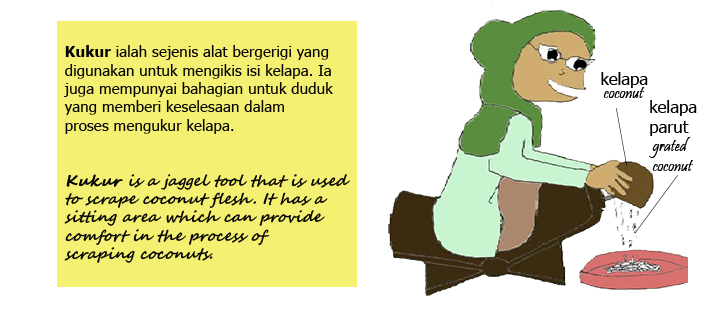 Kukur ialah sejenis alat bergerigi yang
digunakan untuk mengikis isi kelapa. Ia
juga mempunyai bahagian untuk duduk
yang memberi keselesaan dalam
proses mengukur kelapa.
Kukur is a jaggel tool that is used
to scrape coconut flesh. It has a
sitting area which can provide
comfort in the process of
scraping coconuts.
kelapa
coconut
kelapa
parut
grated
coconut